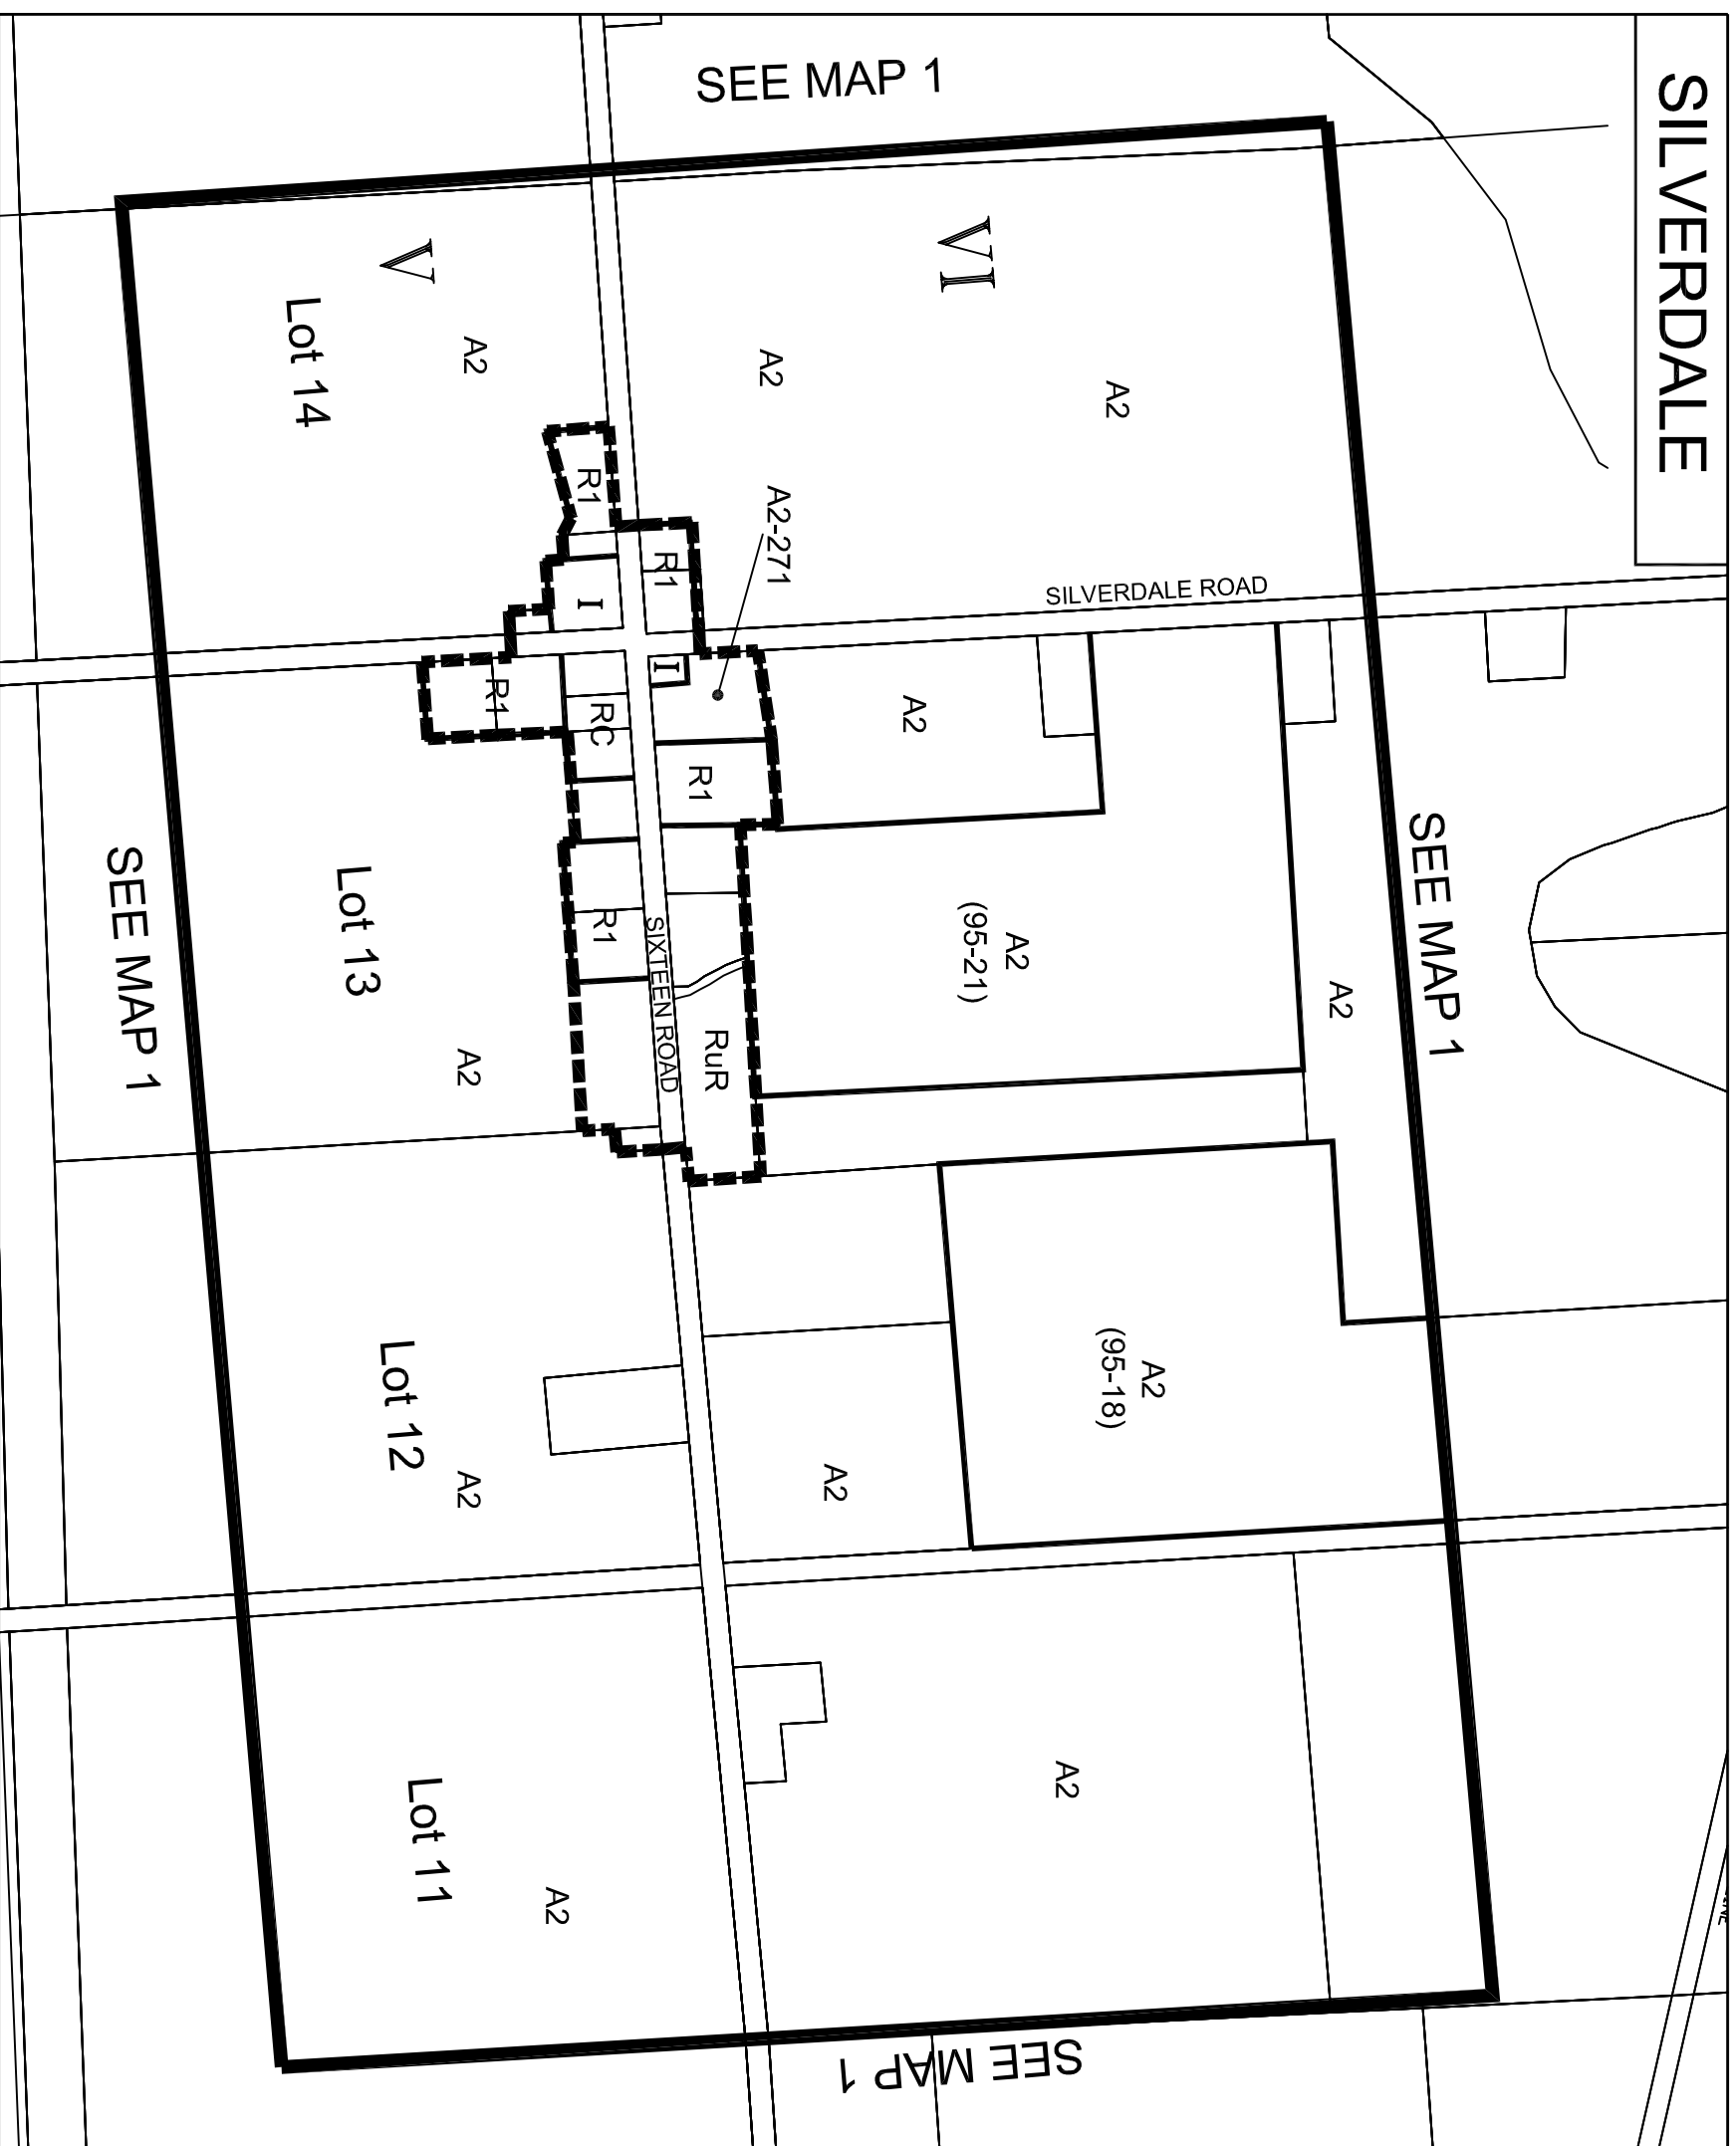 SILVERDALE
SEE MAP 1
SEE MAP 1
SEE MAP 1
SEE MAP 1
VI
V
A2
A2
A2
A2-271
SILVERDALE ROAD
Lot 14
R1
R1
I
I
R1
RC
R1
A2
A2
(95-21)
A2
Lot 13
R1
SIXTEEN ROAD
RuR
A2
A2
(95-18)
Lot 12
A2
A2
A2
Lot 11
A2